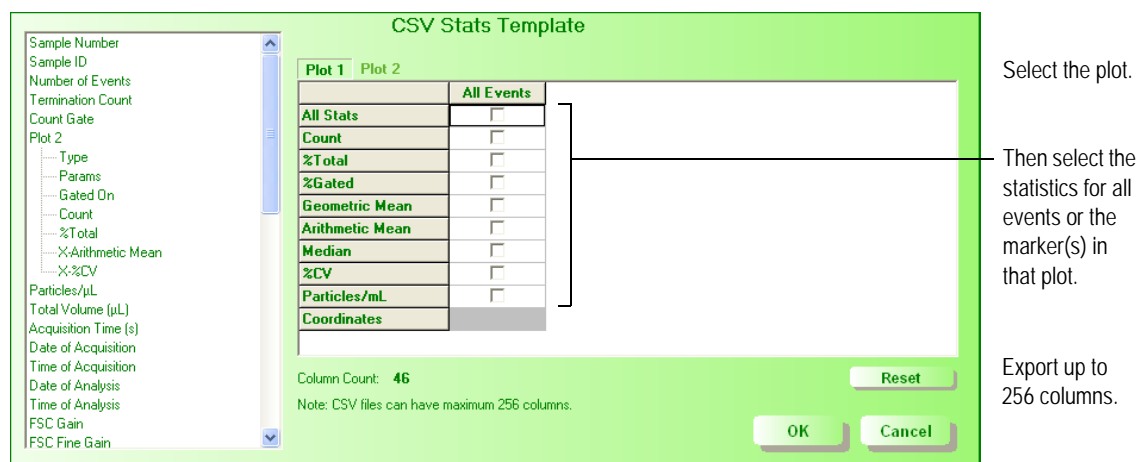 CSV Stats Template
Sample Number
Sample ID
Number of Events
Termination Count
Count Gate
Plot 2
Type
Params
Gated On
Count
%Total
X-Arithmetic Mean
X-%CV
Particles/µL
Total Volume (µL)
Acquisition Time (s)
Date of Acquisition
Time of Acquisition
Date of Analysis
Time of Analysis
FSC Gain
FSC Fine Gain
Plot 1 Plot 2
All Events
All Stats
Count
%Total
%Gated
Geometric Mean
Arithmetic Mean
Median
%CV
Particles/mL
Coordinates
Column Count: 46
Reset
Note: CSV files can have maximum 256 columns.
OK Cancel
Select the plot.
Then select the
statistics for all
events or the
marker(s) in
that plot.
Export up to
256 columns.